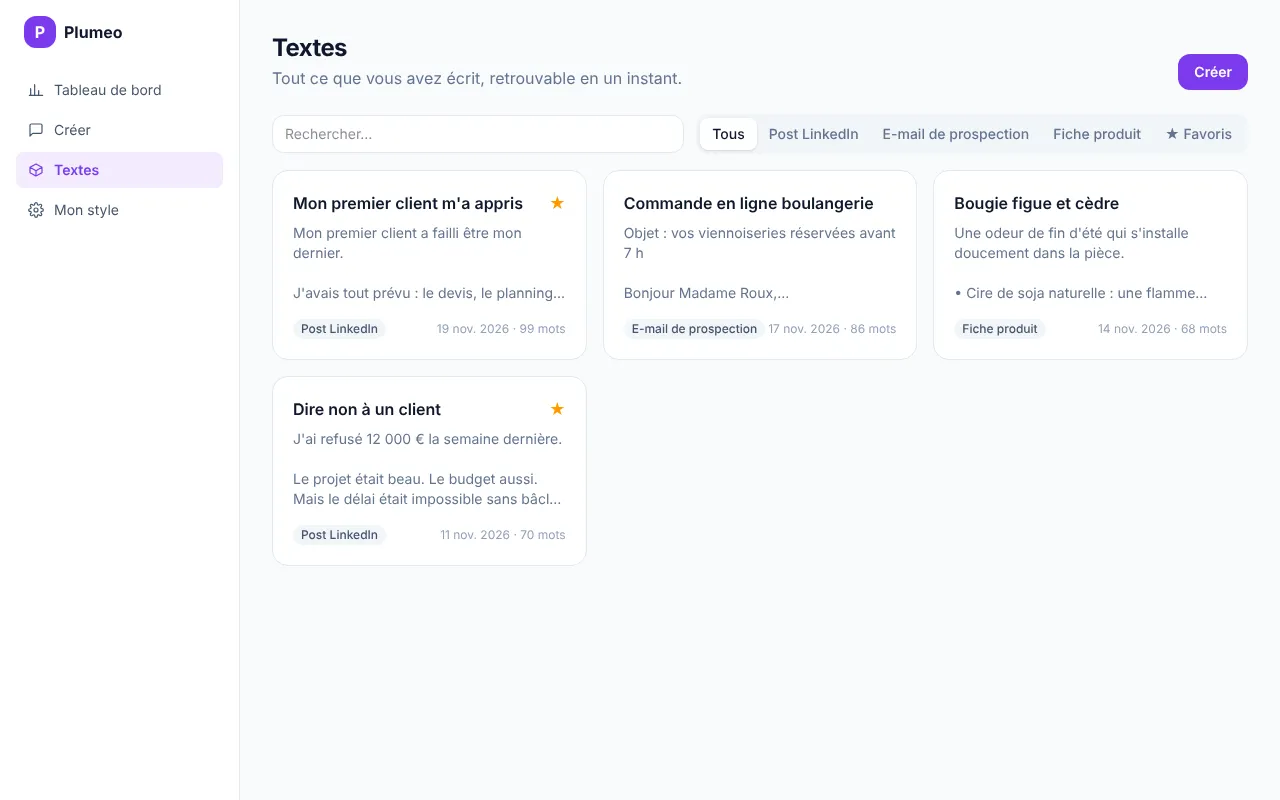 P Plumeo
Tableau de bord
Créer
Textes
Mon style
Textes
Tout ce que vous avez écrit, retrouvable en un instant.
Créer
Rechercher...
Tous Post LinkedIn E-mail de prospection Fiche produit ★ Favoris
Mon premier client m'a appris ★
Mon premier client a failli être mon
dernier.
J'avais tout prévu : le devis, le planning...
Post LinkedIn 19 nov. 2026 · 99 mots
Commande en ligne boulangerie
Objet : vos viennoiseries réservées avant
7 h
Bonjour Madame Roux,...
E-mail de prospection 17 nov. 2026 · 86 mots
Bougie figue et cèdre
Une odeur de fin d'été qui s'installe
doucement dans la pièce.
• Cire de soja naturelle : une flamme...
Fiche produit 14 nov. 2026 · 68 mots
Dire non à un client ★
J'ai refusé 12 000 € la semaine dernière.
Le projet était beau. Le budget aussi.
Mais le délai était impossible sans bâcl...
Post LinkedIn 11 nov. 2026 · 70 mots